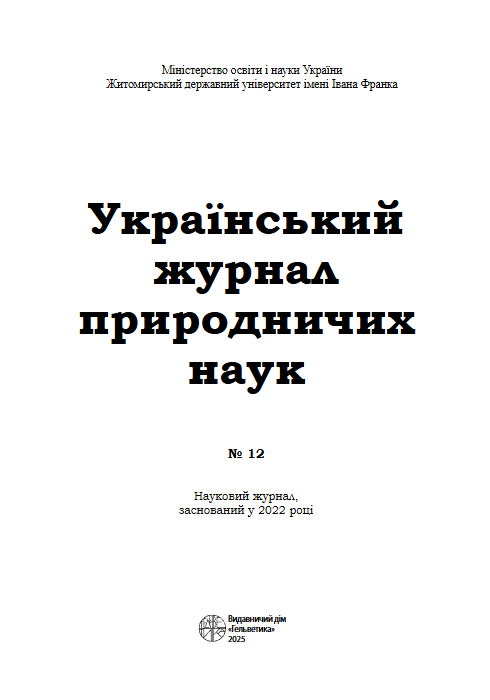 Міністерство освіти і науки України
Житомирський державний університет імені Івана Франка
Український
журнал
природничих
наук
№ 12
Науковий журнал,
заснований у 2022 році
Видавничий дім
«Гельветика»
2025